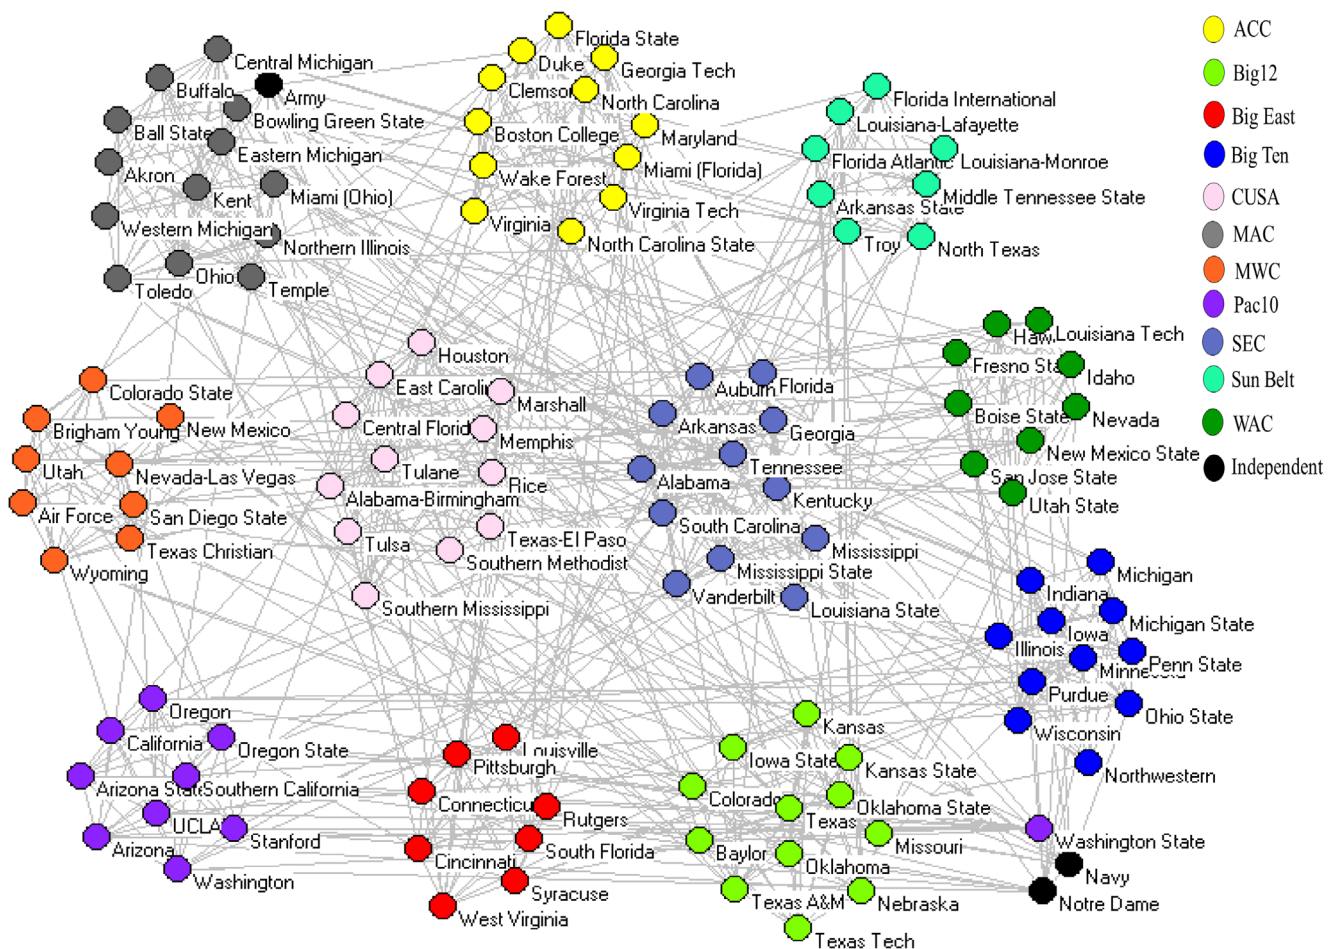 Central Michigan
Buffalo
Army
Bowling Green State
Ball State
Eastern Michigan
Akron
Kent
Miami (Ohio)
Western Michigan
Northern Illinois
Ohio
Toledo
Temple
Florida State
Duke
Georgia Tech
Clemson
North Carolina
Boston College
Maryland
Miami (Florida)
Wake Forest
Virginia Tech
Virginia
North Carolina State
Florida International
Louisiana-Lafayette
Florida Atlantic
Louisiana-Monroe
Middle Tennessee State
Arkansas State
Troy
North Texas
ACC
Big12
Big East
Big Ten
CUSA
MAC
MWC
Pac10
SEC
Sun Belt
WAC
Independent
Colorado State
Brigham Young
New Mexico
Utah
Nevada-Las Vegas
Air Force
San Diego State
Texas Christian
Wyoming
Houston
East Carolin
Marshall
Central Florid
Memphis
Tulane
Rice
Alabama-Birmingham
Tulsa
Texas-El Paso
Southern Methodist
Southern Mississippi
Auburn
Florida
Arkansas
Georgia
Tennessee
Alabama
Kentucky
South Carolina
Mississippi
Mississippi State
Vanderbilt
Louisiana State
Haw
Louisiana Tech
Fresno Sta
Idaho
Boise State
Nevada
New Mexico State
San Jose State
Utah State
Michigan
Indiana
Michigan State
Iowa
Illinois
Penn State
Minnesota
Purdue
Ohio State
Wisconsin
Northwestern
Oregon
California
Oregon State
Arizona State
Southern California
UCLA
Stanford
Arizona
Washington
Louisville
Pittsburgh
Connecticu
Rutgers
South Florida
Cincinnati
Syracuse
West Virginia
Kansas
Iowa State
Kansas State
Colorado
Oklahoma State
Texas
Missouri
Baylor
Oklahoma
Texas A&M
Nebraska
Texas Tech
Washington State
Navy
Notre Dame